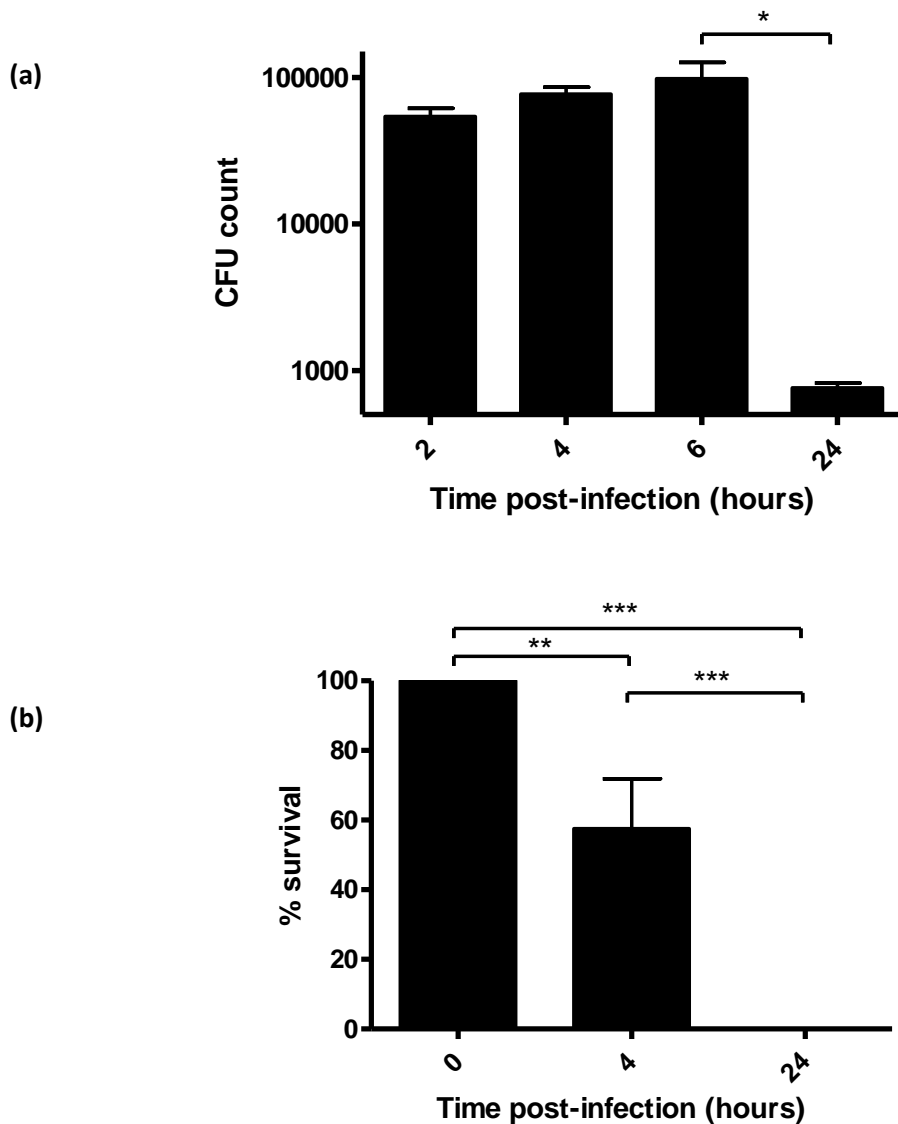 (a)
*
100000
10000
1000
CFU count
2 4 6 24
Time post-infection (hours)
(b)
***
**
***
100
80
60
40
20
0
% survival
0 4 24
Time post-infection (hours)